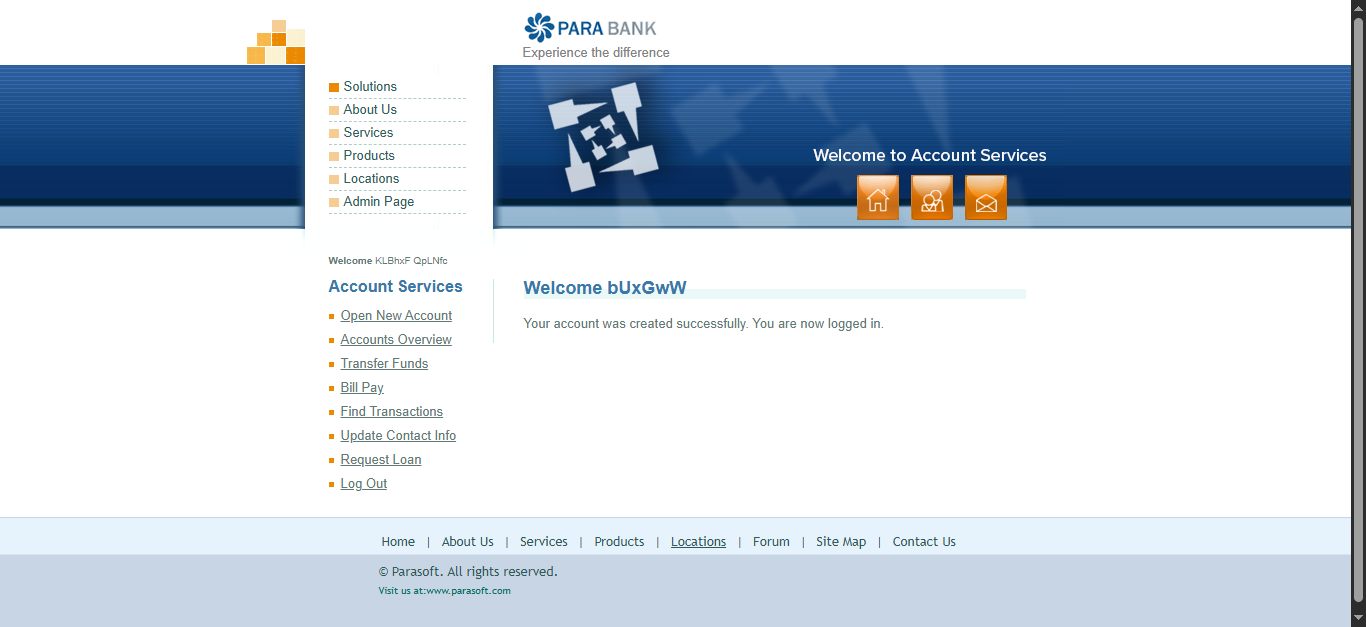 PARA BANK
Experience the difference
Solutions
About Us
Services
Products
Locations
Admin Page
Welcome to Account Services
Welcome KLBhxF QpLNfc
Account Services
Open New Account
Accounts Overview
Transfer Funds
Bill Pay
Find Transactions
Update Contact Info
Request Loan
Log Out
Welcome bUxGwW
Your account was created successfully. You are now logged in.
Home | About Us | Services | Products | Locations | Forum | Site Map | Contact Us
© Parasoft. All rights reserved.
Visit us at:www.parasoft.com